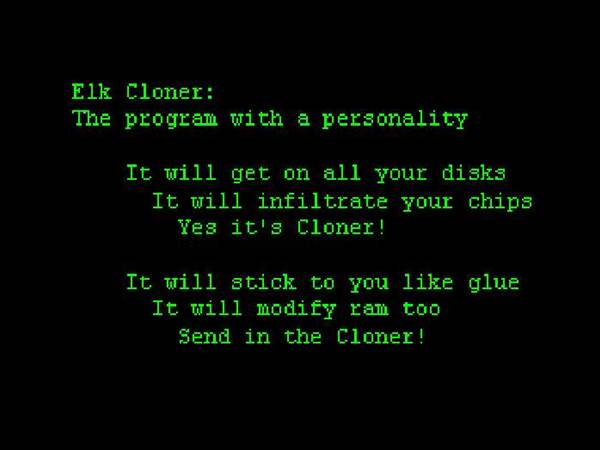 Elk Cloner:
The program with a personality
It will get on all your disks
It will infiltrate your chips
Yes it's Cloner!
It will stick to you like glue
It will modify ram too
Send in the Cloner!